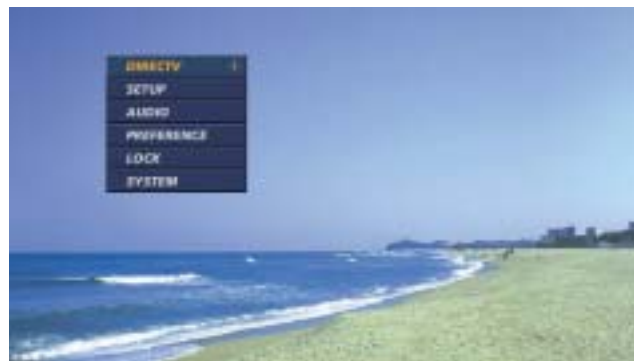 DIRECTV
SETUP
AUDIO
PREFERENCE
LOCK
SYSTEM